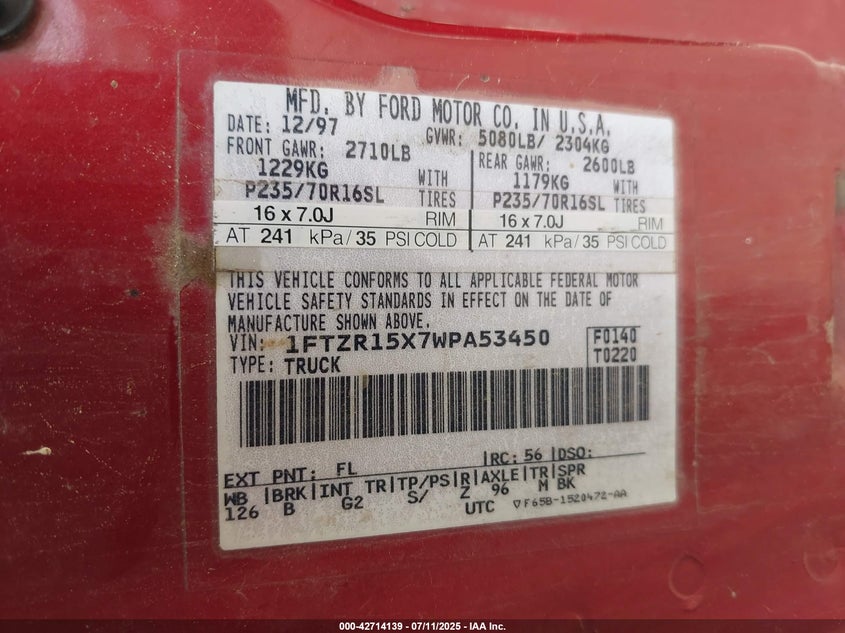 MFD. BY FORD MOTOR CO. IN U.S.A.
DATE: 12/97 GVWR: 5080LB/ 2304KG
FRONT GAWR: 2710LB REAR GAWR: 2600LB
1229KG WITH 1179KG WITH
P235/70R16SL TIRES P235/70R16SL TIRES
16 x 7.0J RIM 16 x 7.0J RIM
AT 241 kPa/35 PSI COLD AT 241 kPa/35 PSI COLD
THIS VEHICLE CONFORMS TO ALL APPLICABLE FEDERAL MOTOR
VEHICLE SAFETY STANDARDS IN EFFECT ON THE DATE OF
MANUFACTURE SHOWN ABOVE.
VIN: 1FTZR15X7WPA53450 F0140
TYPE: TRUCK T0220
EXT PNT: FL RC: 56 DSO:
WB BRK INT TR TP/PS R AXLE TR SPR
126 B G2 S/ Z 96 M BK
UTC ▽F65B-1520472-AA
000-42714139 - 07/11/2025 - IAA Inc.